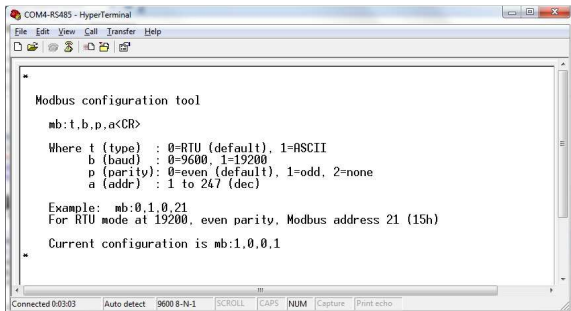 COM4-RS485 - HyperTerminal
File Edit View Call Transfer Help
*
Modbus configuration tool
mb:t,b,p,a<CR>
Where t (type) : 0=RTU (default), 1=ASCII
b (baud) : 0=9600, 1=19200
p (parity): 0=even (default), 1=odd, 2=none
a (addr) : 1 to 247 (dec)
Example: mb:0,1,0,21
For RTU mode at 19200, even parity, Modbus address 21 (15h)
Current configuration is mb:1,0,0,1
*
Connected 0:03:03 Auto detect 9600 8-N-1 SCROLL CAPS NUM Capture Print echo